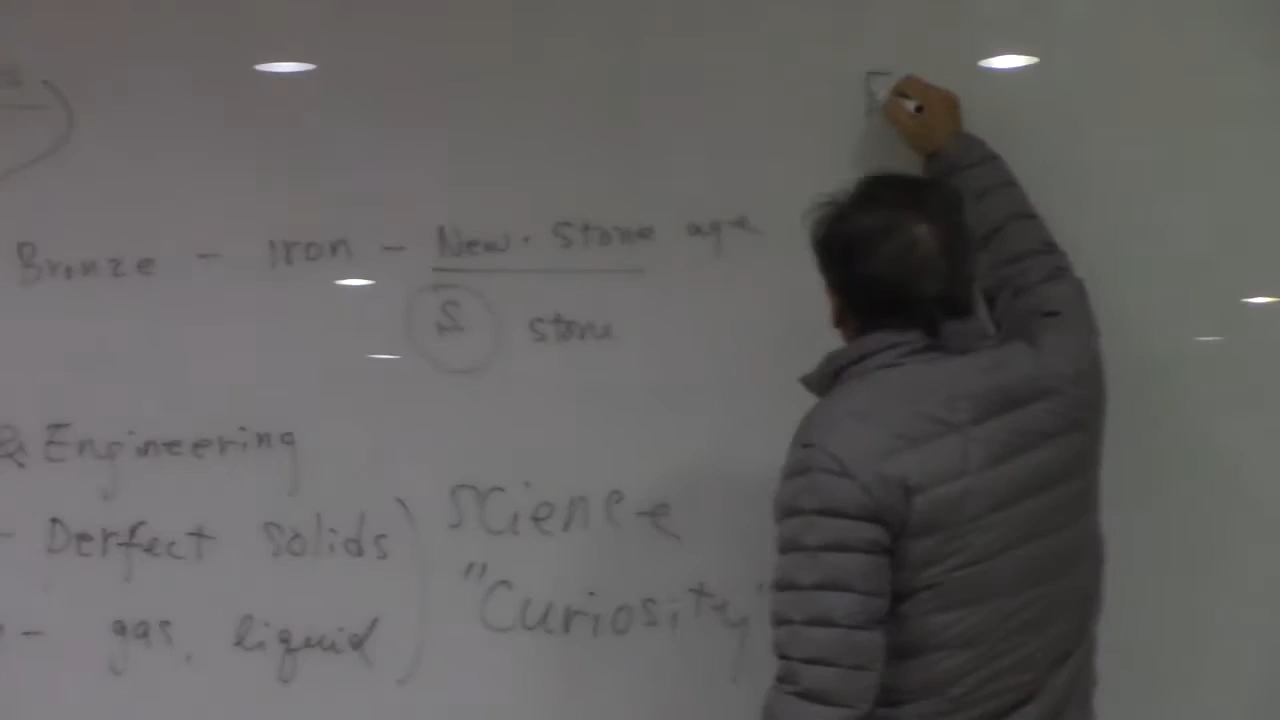 Bronze - Iron - New. Stone age
S stone
& Engineering
- Perfect solids) science
- gas, liquid) "Curiosity"